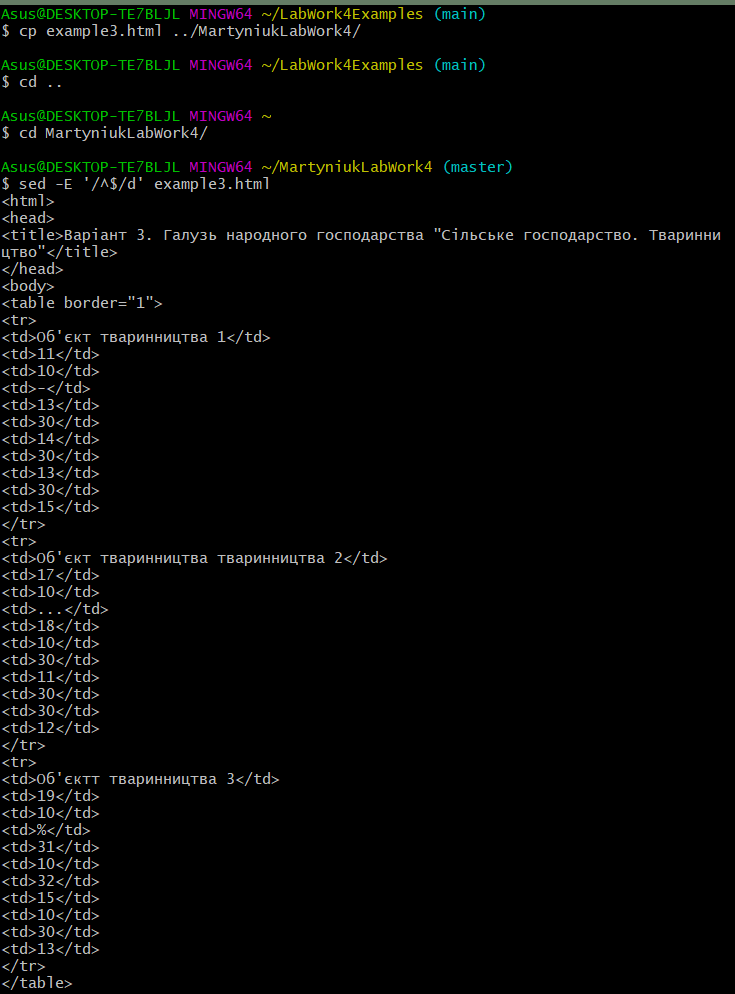 Asus@DESKTOP-TE7BLJL MINGW64 ~/LabWork4Examples (main)
$ cp example3.html ../MartyniukLabWork4/
Asus@DESKTOP-TE7BLJL MINGW64 ~/LabWork4Examples (main)
$ cd ..
Asus@DESKTOP-TE7BLJL MINGW64 ~
$ cd MartyniukLabWork4/
Asus@DESKTOP-TE7BLJL MINGW64 ~/MartyniukLabWork4 (master)
$ sed -E '/^$/d' example3.html
<html>
<head>
<title>Варіант 3. Галузь народного господарства "Сільське господарство. Тваринни
цтво"</title>
</head>
<body>
<table border="1">
<tr>
<td>Об'єкт тваринництва 1</td>
<td>11</td>
<td>10</td>
<td>-</td>
<td>13</td>
<td>30</td>
<td>14</td>
<td>30</td>
<td>13</td>
<td>30</td>
<td>15</td>
</tr>
<tr>
<td>Об'єкт тваринництва тваринництва 2</td>
<td>17</td>
<td>10</td>
<td>...</td>
<td>18</td>
<td>10</td>
<td>30</td>
<td>11</td>
<td>30</td>
<td>30</td>
<td>12</td>
</tr>
<tr>
<td>Об'єктт тваринництва 3</td>
<td>19</td>
<td>10</td>
<td>%</td>
<td>31</td>
<td>10</td>
<td>32</td>
<td>15</td>
<td>10</td>
<td>30</td>
<td>13</td>
</tr>
</table>